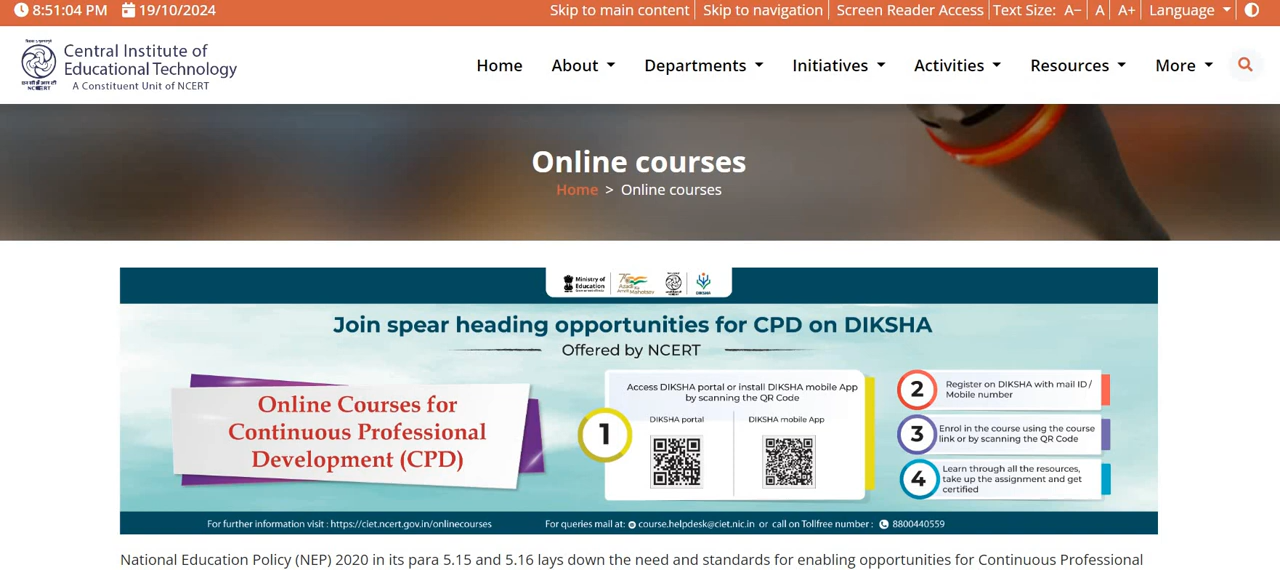 8:51:04 PM 19/10/2024 Skip to main content Skip to navigation Screen Reader Access Text Size: A− A A+ Language
Central Institute of
Educational Technology
A Constituent Unit of NCERT
NCERT
Home About Departments Initiatives Activities Resources More
Online courses
Home > Online courses
Ministry of
Education
Azadi Ka
Amrit Mahotsav
DIKSHA
Join spear heading opportunities for CPD on DIKSHA
Offered by NCERT
Online Courses for
Continuous Professional
Development (CPD)
1
Access DIKSHA portal or install DIKSHA mobile App
by scanning the QR Code
DIKSHA portal DIKSHA mobile App
2
Register on DIKSHA with mail ID /
Mobile number
3
Enrol in the course using the course
link or by scanning the QR Code
4
Learn through all the resources,
take up the assignment and get
certified
For further information visit : https://ciet.ncert.gov.in/onlinecourses For queries mail at: course.helpdesk@ciet.nic.in or call on Tollfree number : 8800440559
National Education Policy (NEP) 2020 in its para 5.15 and 5.16 lays down the need and standards for enabling opportunities for Continuous Professional